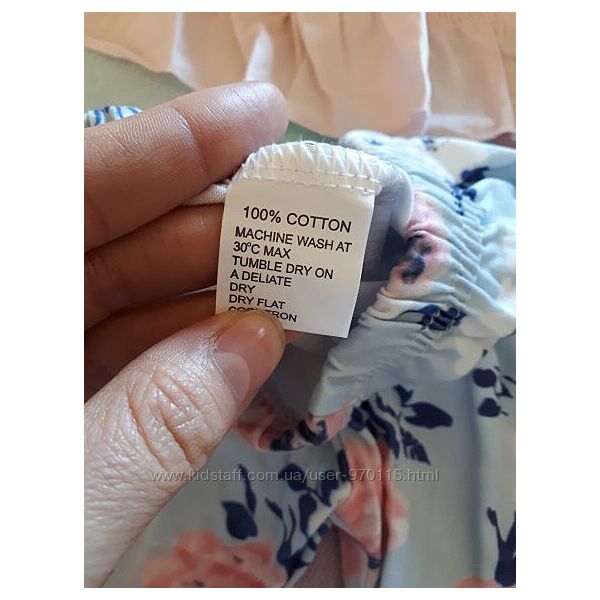 100% COTTON
MACHINE WASH AT
30°C MAX
TUMBLE DRY ON
A DELIATE
DRY
DRY FLAT
www.kidstaff.com.ua/user-970115.html